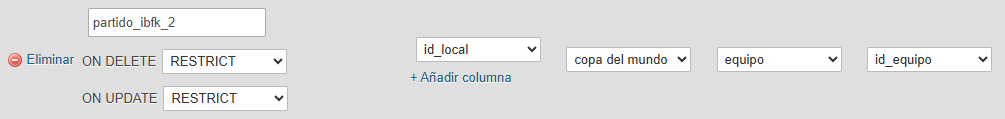 partido_ibfk_2
Eliminar ON DELETE RESTRICT
ON UPDATE RESTRICT
id_local
+ Añadir columna
copa del mundo
equipo
id_equipo